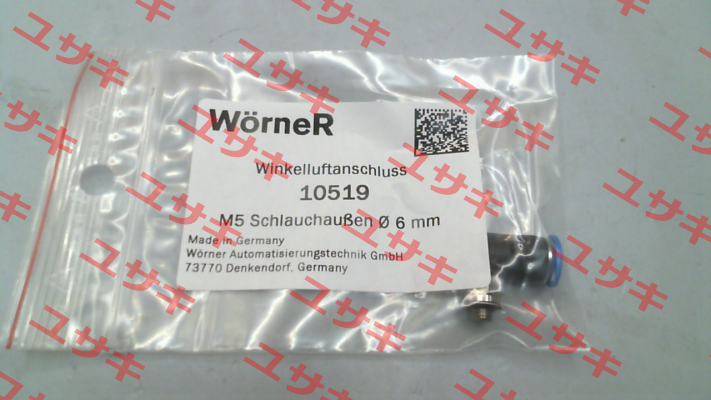 WörneR
Winkelluftanschluss
10519
M5 Schlauchaußen Ø 6 mm
Made in Germany
Wörner Automatisierungstechnik GmbH
73770 Denkendorf, Germany
ユサキ